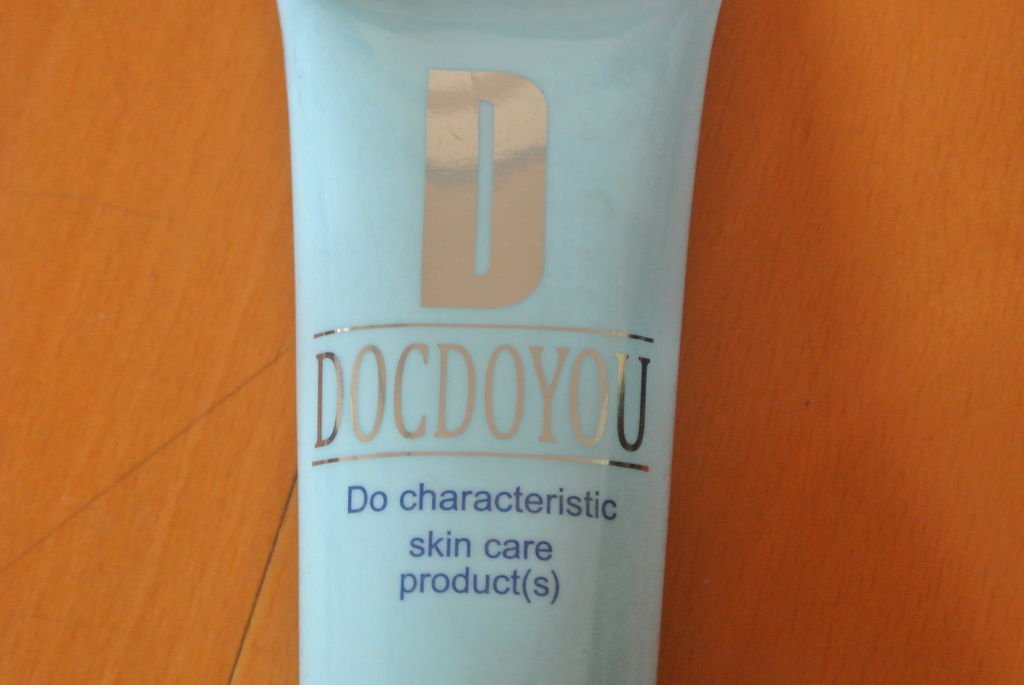 D
DOCDOYOU
Do characteristic
skin care
product(s)